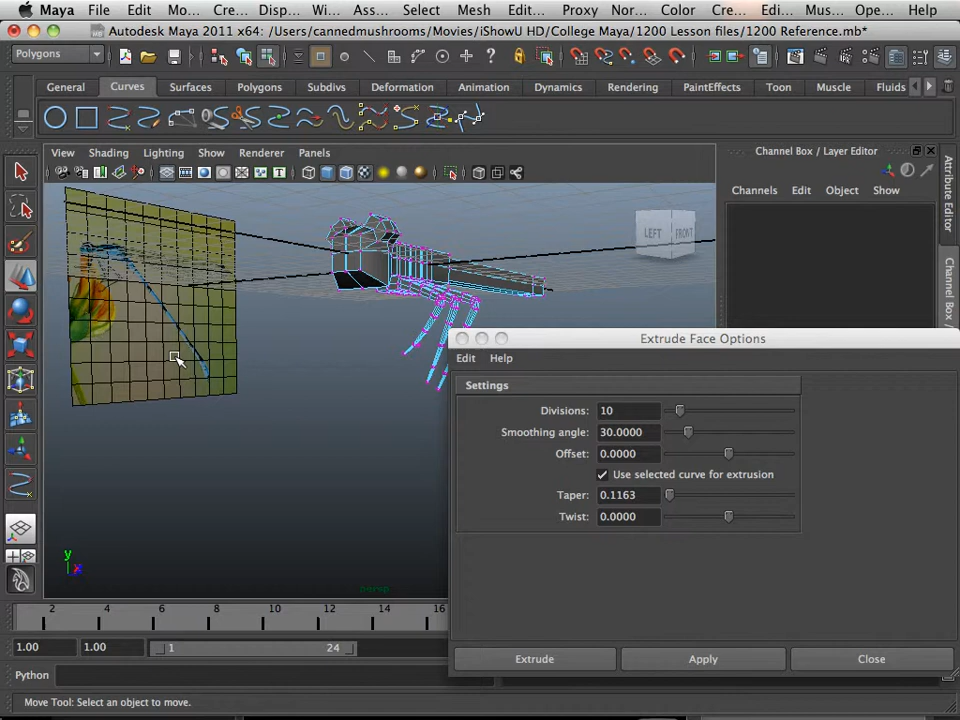 Maya File Edit Mo... Cre... Disp... Win... Ass... Select Mesh Edit... Proxy Nor... Color Cre... Edi... Mus... Ope... Help
Autodesk Maya 2011 x64: /Users/cannedmushrooms/Movies/iShowU HD/College Maya/1200 Lesson files/1200 Reference.mb*
Polygons
General Curves Surfaces Polygons Subdivs Deformation Animation Dynamics Rendering PaintEffects Toon Muscle Fluids
View Shading Lighting Show Renderer Panels
Channel Box / Layer Editor
Channels Edit Object Show
Attribute Editor
Channel Box
LEFT FRONT
Extrude Face Options
Edit Help
Settings
Divisions: 10
Smoothing angle: 30.0000
Offset: 0.0000
Use selected curve for extrusion
Taper: 0.1163
Twist: 0.0000
y
x
persp
2 4 6 8 10 12 14 16
1.00 1.00 1 24
Extrude Apply Close
Python
Move Tool: Select an object to move.